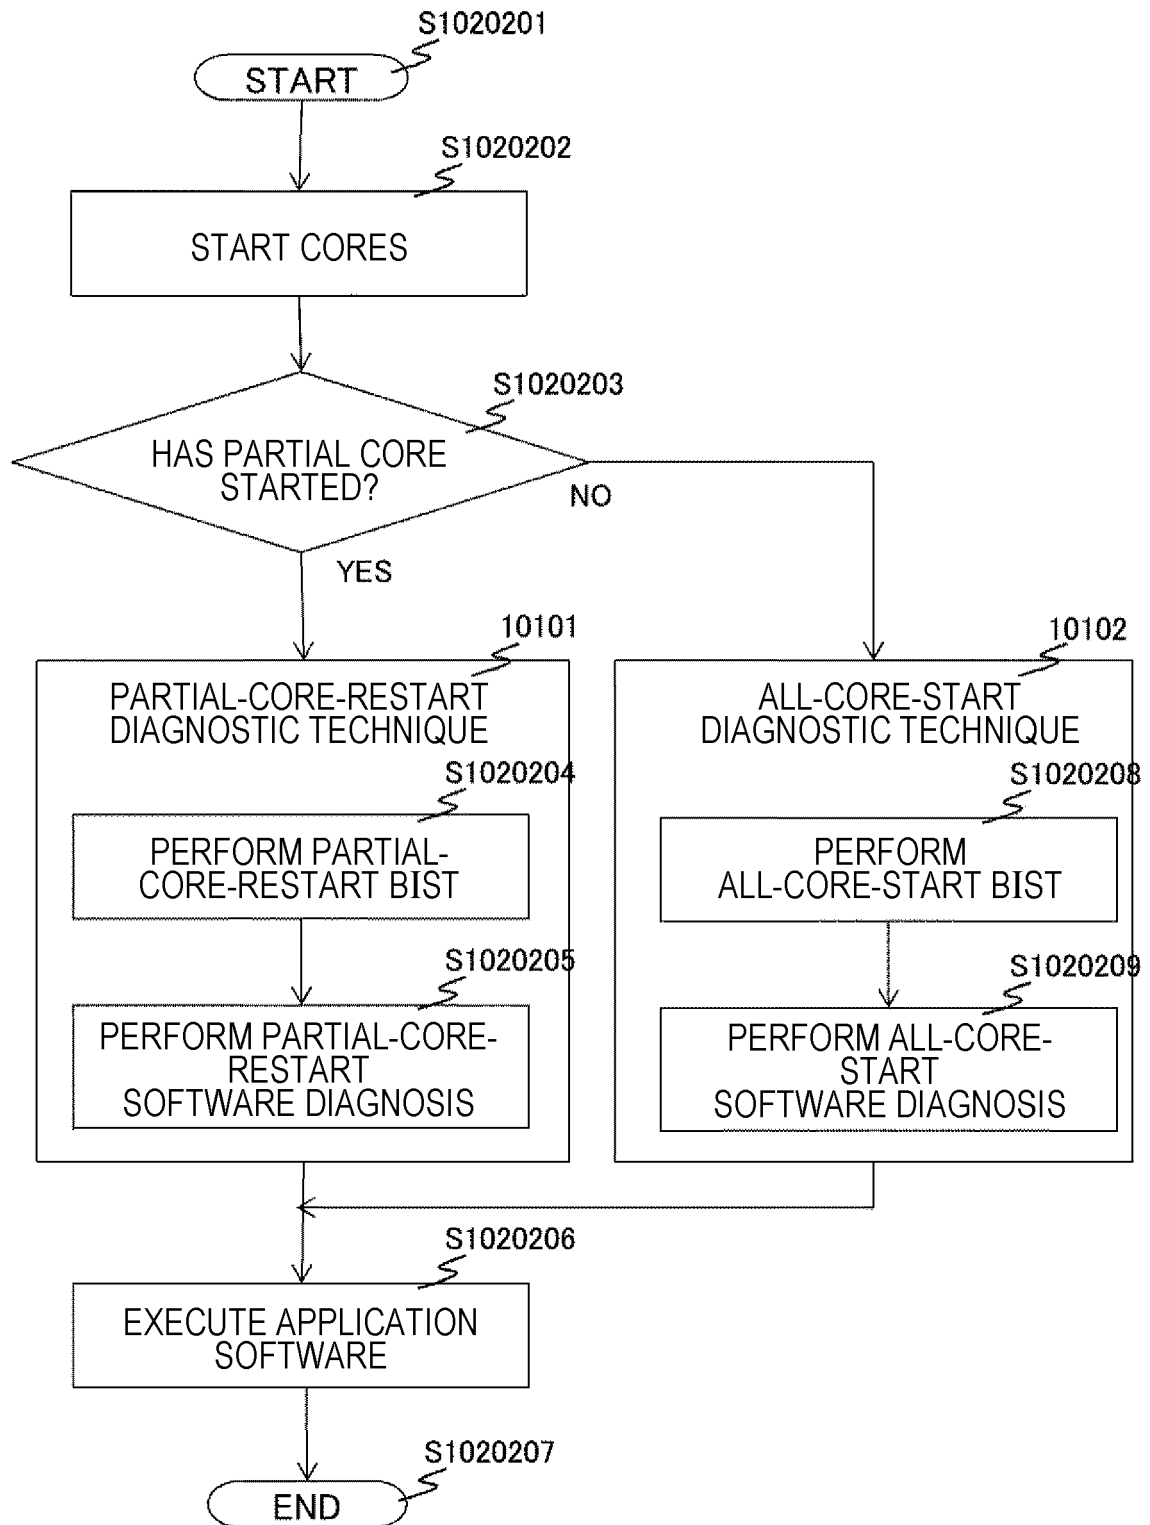 S1020201
START
S1020202
START CORES
S1020203
HAS PARTIAL CORE
STARTED?
NO
YES
10101
PARTIAL-CORE-RESTART
DIAGNOSTIC TECHNIQUE
S1020204
PERFORM PARTIAL-
CORE-RESTART BIST
S1020205
PERFORM PARTIAL-CORE-
RESTART
SOFTWARE DIAGNOSIS
10102
ALL-CORE-START
DIAGNOSTIC TECHNIQUE
S1020208
PERFORM
ALL-CORE-START BIST
S1020209
PERFORM ALL-CORE-
START
SOFTWARE DIAGNOSIS
S1020206
EXECUTE APPLICATION
SOFTWARE
S1020207
END